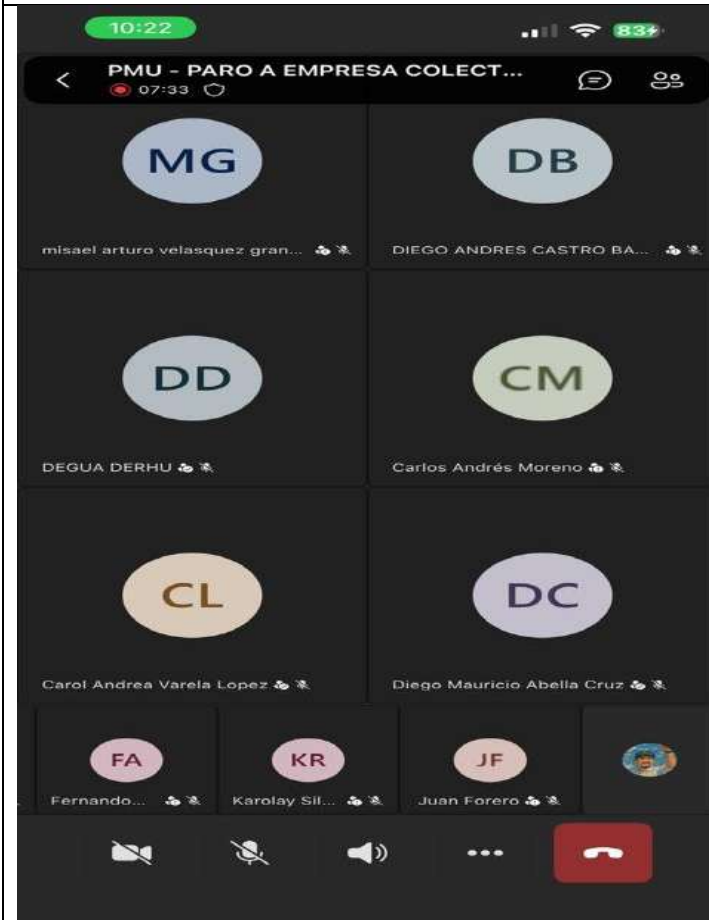 10:22
83
PMU - PARO A EMPRESA COLECT...
07:33
MG
DB
misael arturo velasquez gran...
DIEGO ANDRES CASTRO BA...
DD
CM
DEGUA DERHU
Carlos Andrés Moreno
CL
DC
Carol Andrea Varela Lopez
Diego Mauricio Abella Cruz
FA
KR
JF
Fernando...
Karolay Sil...
Juan Forero